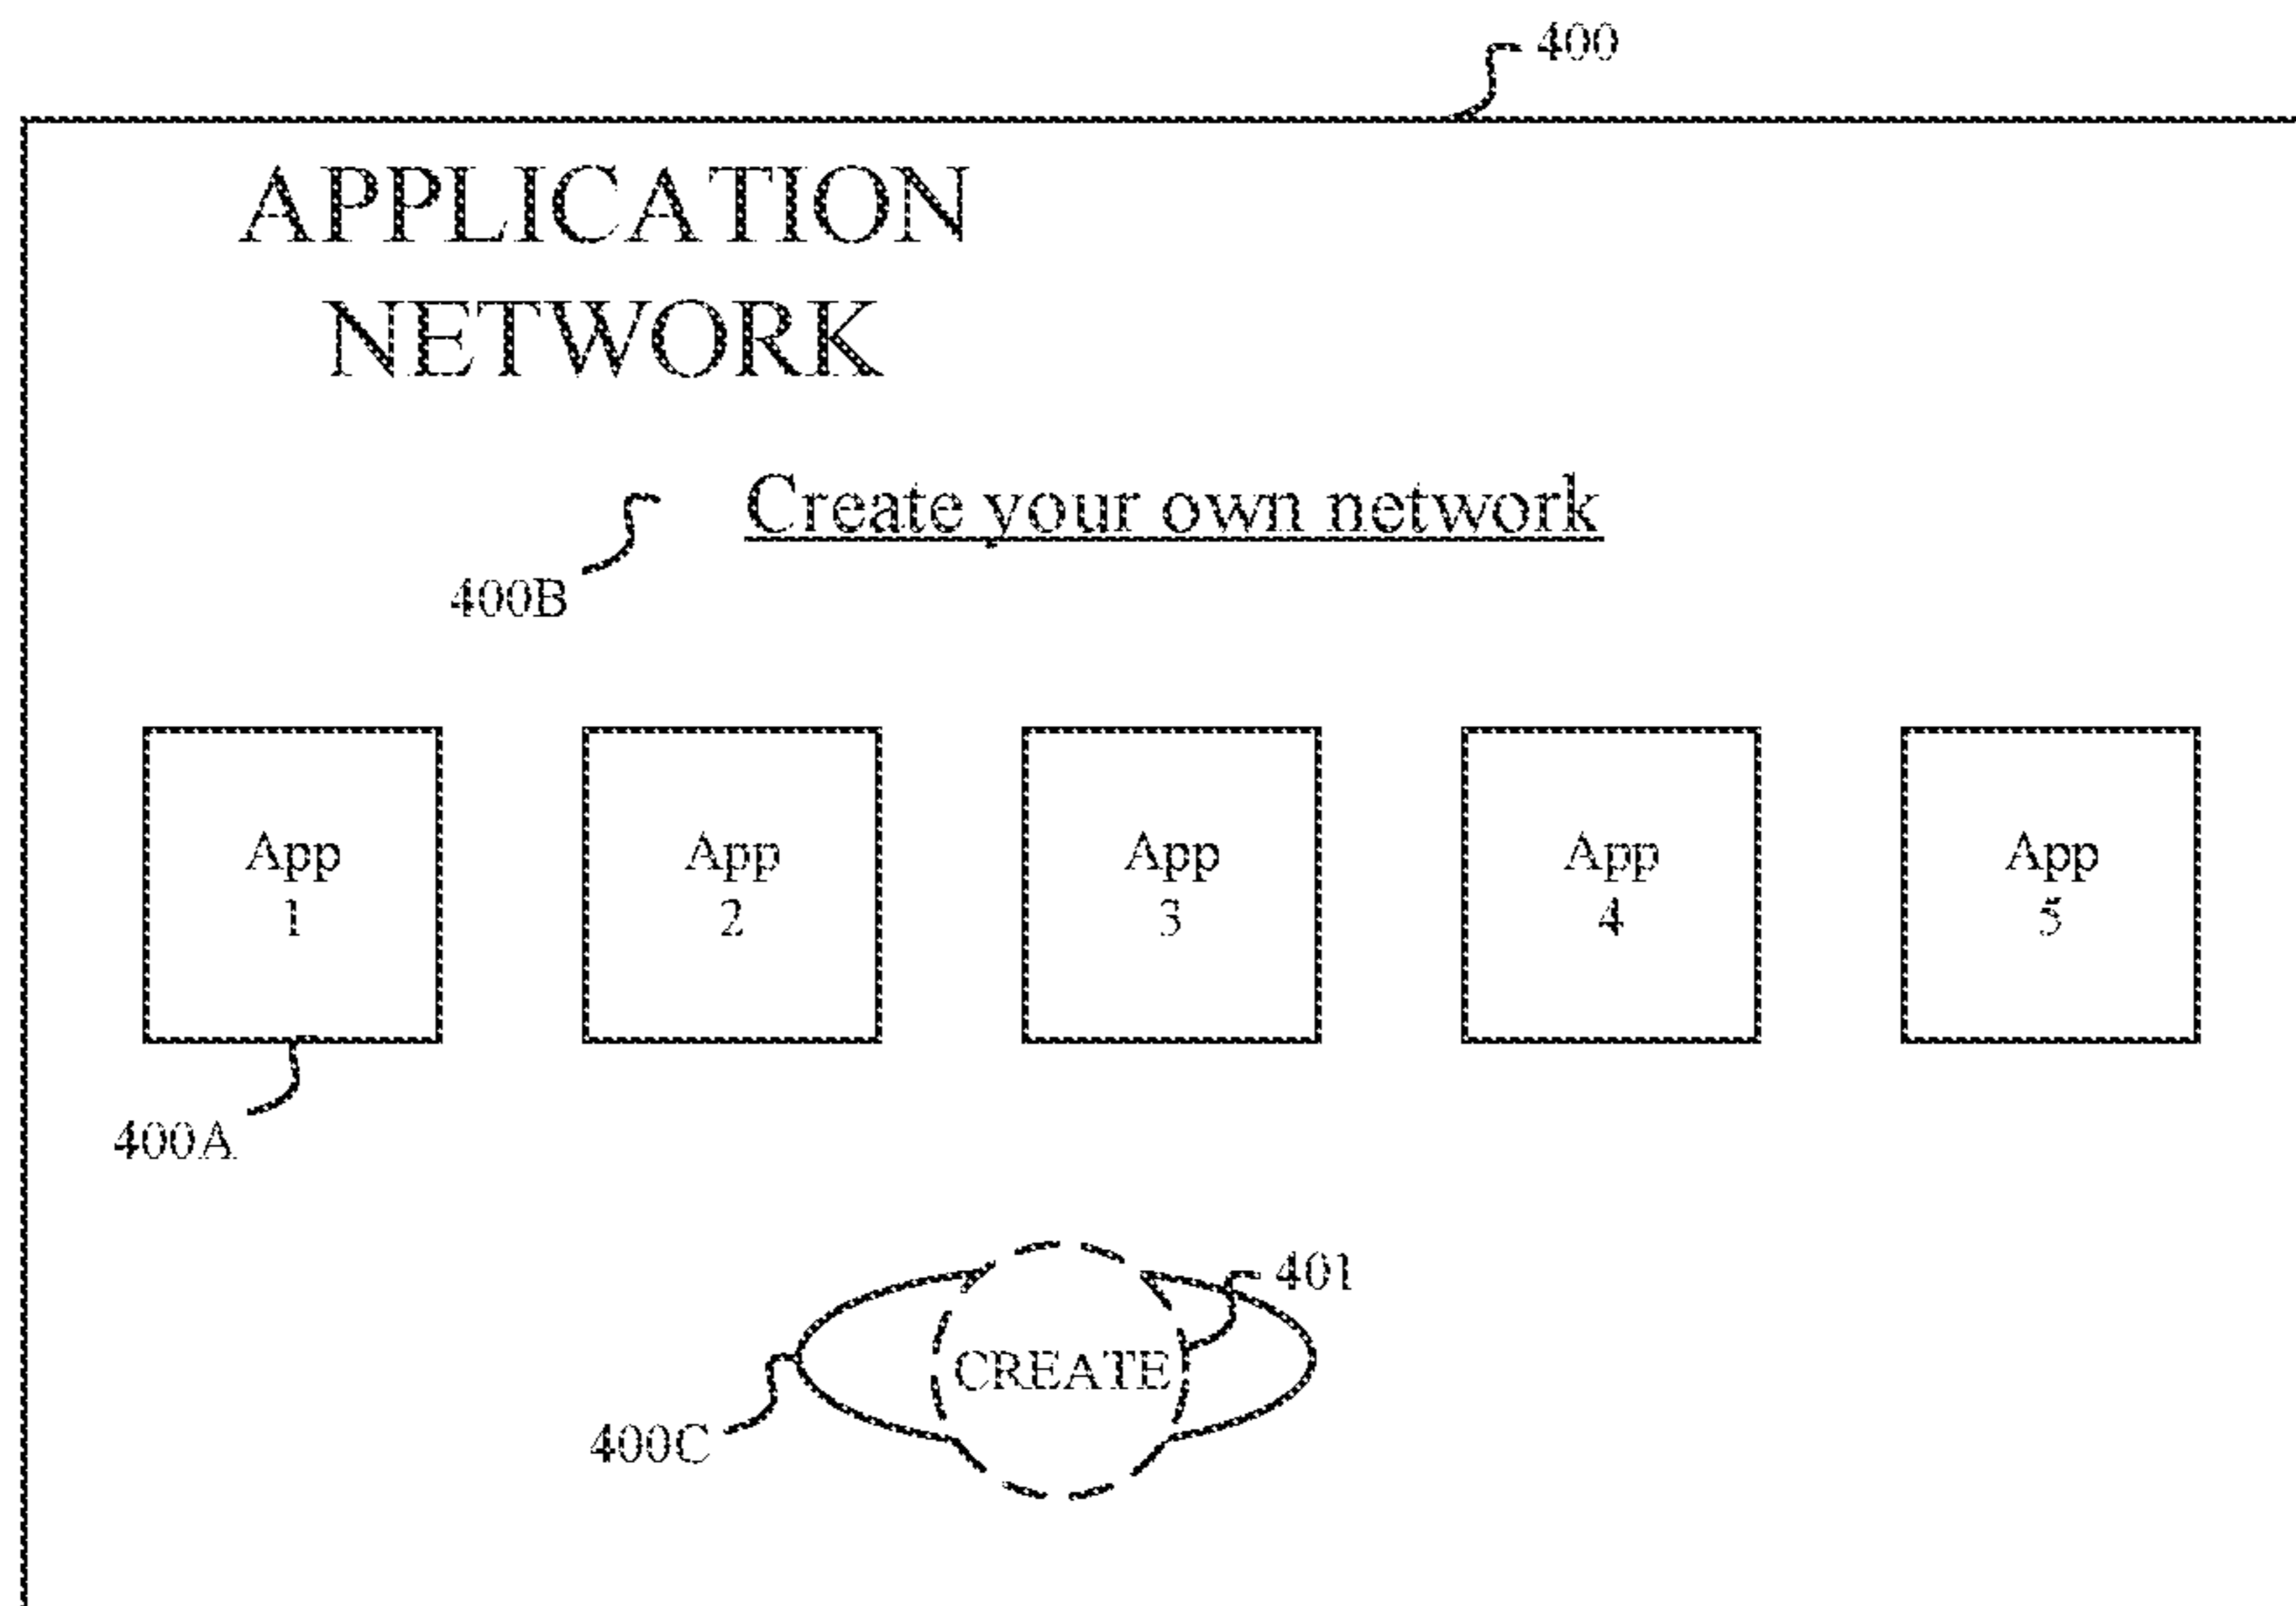 400
APPLICATION
NETWORK
Create your own network
400B
App
1
App
2
App
3
App
4
App
5
400A
401
CREATE
400C